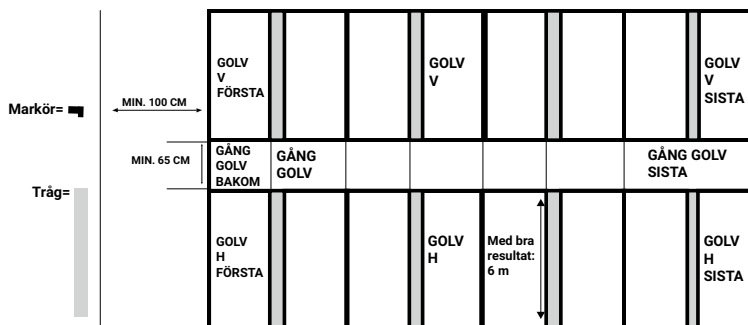 Markör=
Tråg=
MIN. 100 CM
MIN. 65 CM
GOLV
V
FÖRSTA
GOLV
V
GOLV
V
SISTA
GÅNG
GOLV
BAKOM
GÅNG
GOLV
GÅNG GOLV
SISTA
GOLV
H
FÖRSTA
GOLV
H
Med bra
resultat:
6 m
GOLV
H
SISTA